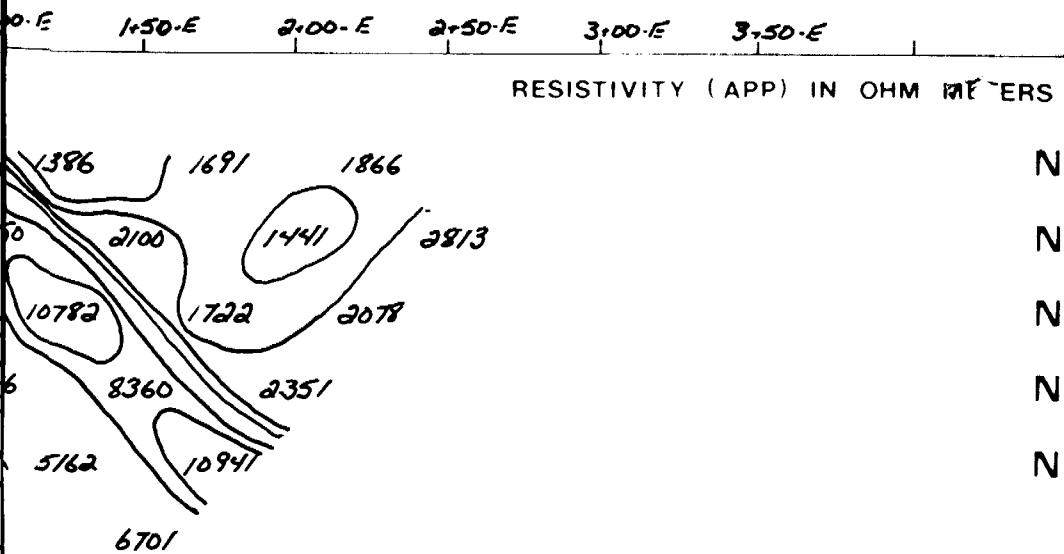 1+50-E 2+00-E 2+50-E 3+00-E 3+50-E
RESISTIVITY (APP) IN OHM METERS
1386 1691 1866 N
2100 1441 2813 N
10782 1722 2078 N
8360 2351 N
5162 10941 N
6701